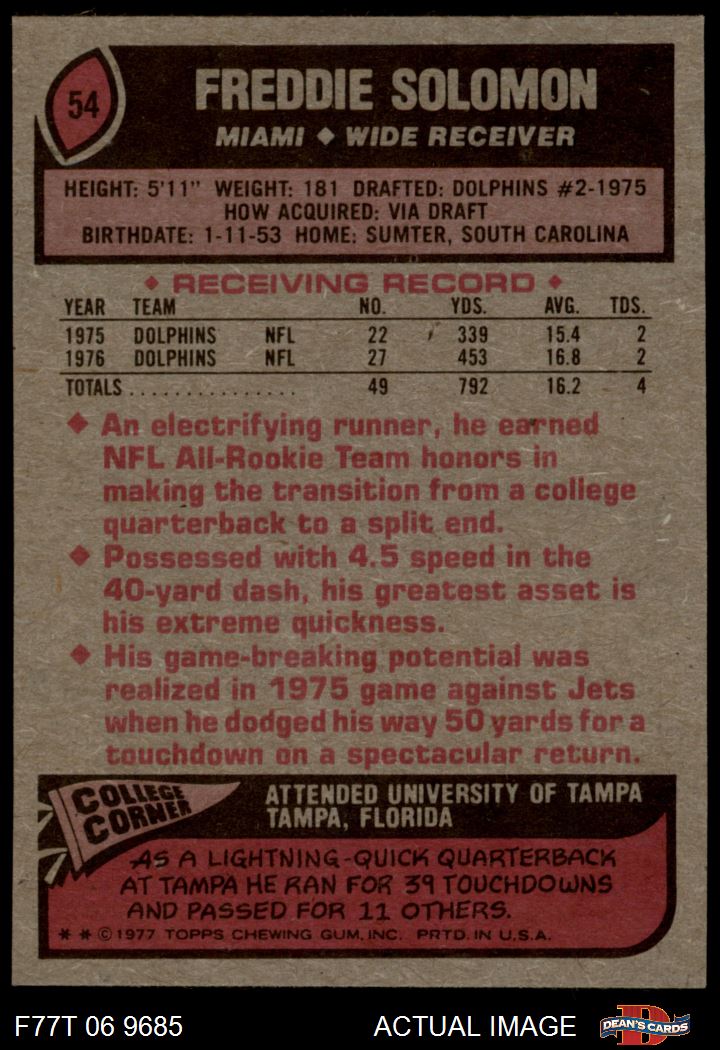 54
FREDDIE SOLOMON
MIAMI ◆ WIDE RECEIVER
HEIGHT: 5'11" WEIGHT: 181 DRAFTED: DOLPHINS #2-1975
HOW ACQUIRED: VIA DRAFT
BIRTHDATE: 1-11-53 HOME: SUMTER, SOUTH CAROLINA
◆ RECEIVING RECORD ◆
YEAR TEAM NO. YDS. AVG. TDS.
1975 DOLPHINS NFL 22 339 15.4 2
1976 DOLPHINS NFL 27 453 16.8 2
TOTALS............... 49 792 16.2 4
◆ An electrifying runner, he earned
NFL All-Rookie Team honors in
making the transition from a college
quarterback to a split end.
◆ Possessed with 4.5 speed in the
40-yard dash, his greatest asset is
his extreme quickness.
◆ His game-breaking potential was
realized in 1975 game against Jets
when he dodged his way 50 yards for a
touchdown on a spectacular return.
COLLEGE
CORNER
ATTENDED UNIVERSITY OF TAMPA
TAMPA, FLORIDA
AS A LIGHTNING-QUICK QUARTERBACK
AT TAMPA HE RAN FOR 39 TOUCHDOWNS
AND PASSED FOR 11 OTHERS.
** © 1977 TOPPS CHEWING GUM, INC. PRTD. IN U.S.A.
F77T 06 9685 ACTUAL IMAGE
D
DEAN'S CARDS